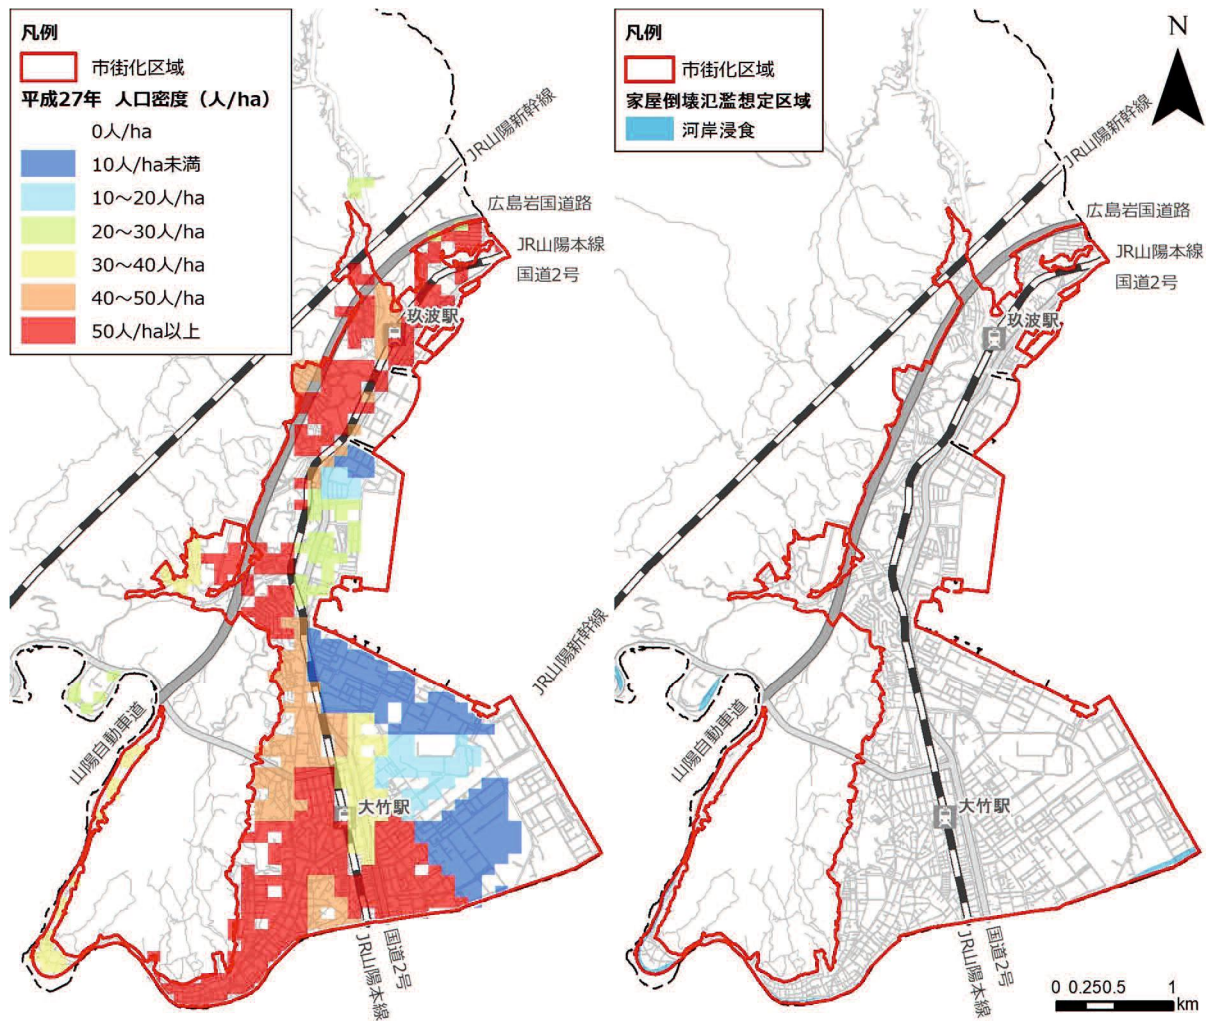 凡例
市街化区域
平成27年 人口密度（人/ha）
0人/ha
10人/ha未満
10～20人/ha
20～30人/ha
30～40人/ha
40～50人/ha
50人/ha以上
JR山陽新幹線
広島岩国道路
JR山陽本線
国道2号
玖波駅
JR山陽新幹線
山陽自動車道
大竹駅
国道2号
JR山陽本線
凡例
市街化区域
家屋倒壊氾濫想定区域
河岸浸食
N
JR山陽新幹線
広島岩国道路
JR山陽本線
国道2号
玖波駅
山陽自動車道
大竹駅
国道2号
JR山陽本線
0 0.25 0.5 1
km